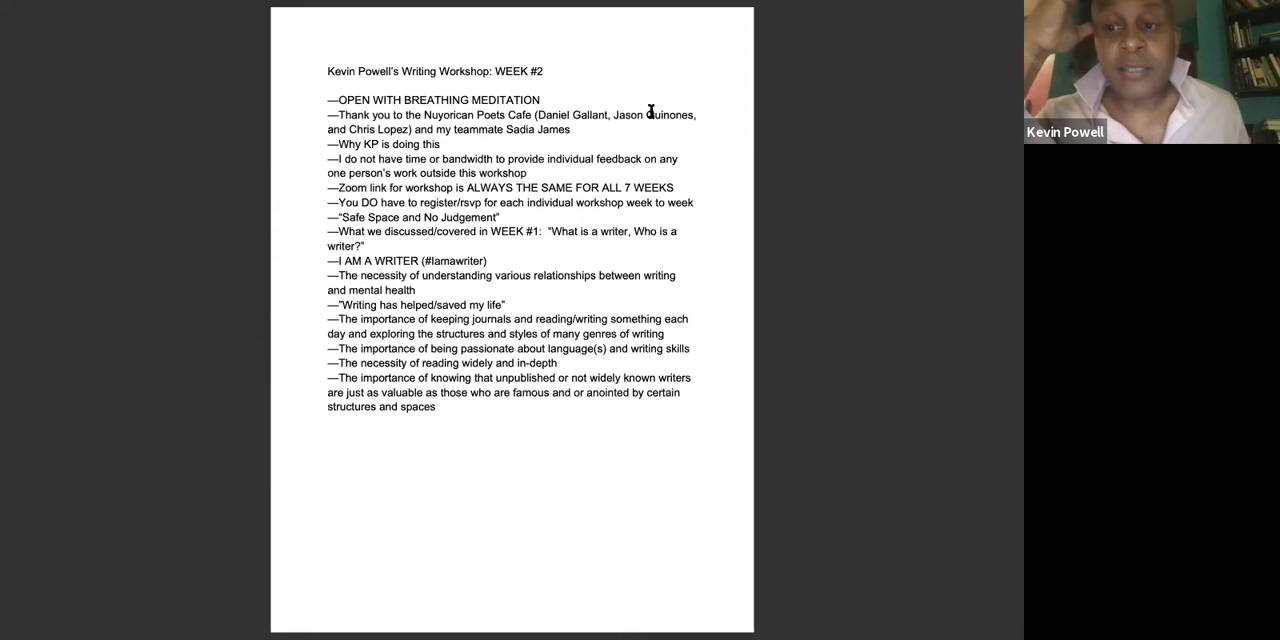 Kevin Powell's Writing Workshop: WEEK #2
—OPEN WITH BREATHING MEDITATION
—Thank you to the Nuyorican Poets Cafe (Daniel Gallant, Jason Quinones,
and Chris Lopez) and my teammate Sadia James
—Why KP is doing this
—I do not have time or bandwidth to provide individual feedback on any
one person's work outside this workshop
—Zoom link for workshop is ALWAYS THE SAME FOR ALL 7 WEEKS
—You DO have to register/rsvp for each individual workshop week to week
—“Safe Space and No Judgement”
—What we discussed/covered in WEEK #1:  “What is a writer, Who is a
writer?”
—I AM A WRITER (#Iamawriter)
—The necessity of understanding various relationships between writing
and mental health
—”Writing has helped/saved my life”
—The importance of keeping journals and reading/writing something each
day and exploring the structures and styles of many genres of writing
—The importance of being passionate about language(s) and writing skills
—The necessity of reading widely and in-depth
—The importance of knowing that unpublished or not widely known writers
are just as valuable as those who are famous and or anointed by certain
structures and spaces
Kevin Powell